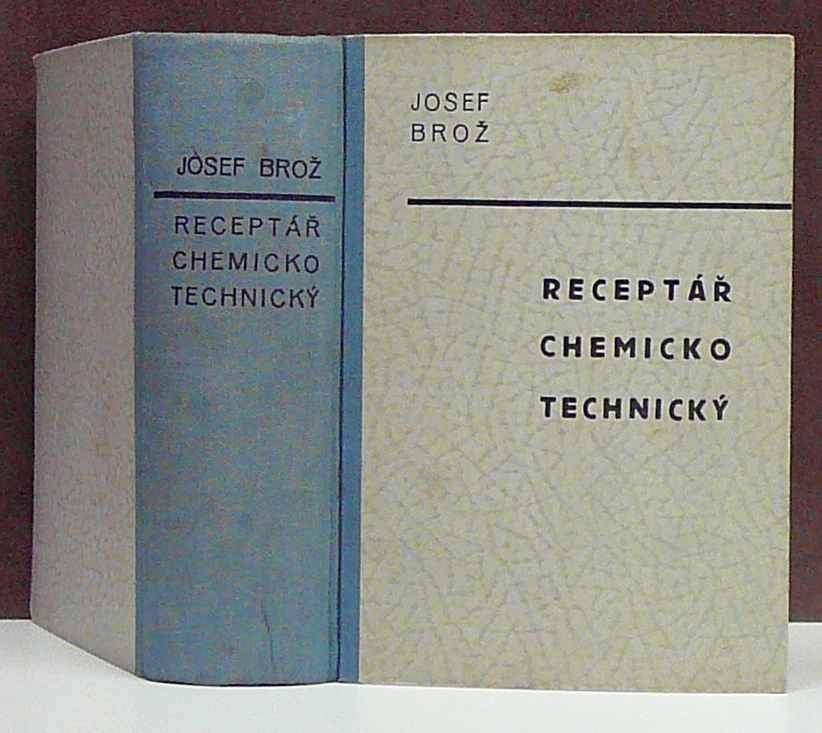 JOSEF BROŽ
RECEPTÁŘ
CHEMICKO
TECHNICKÝ
JOSEF
BROŽ
RECEPTÁŘ
CHEMICKO
TECHNICKÝ